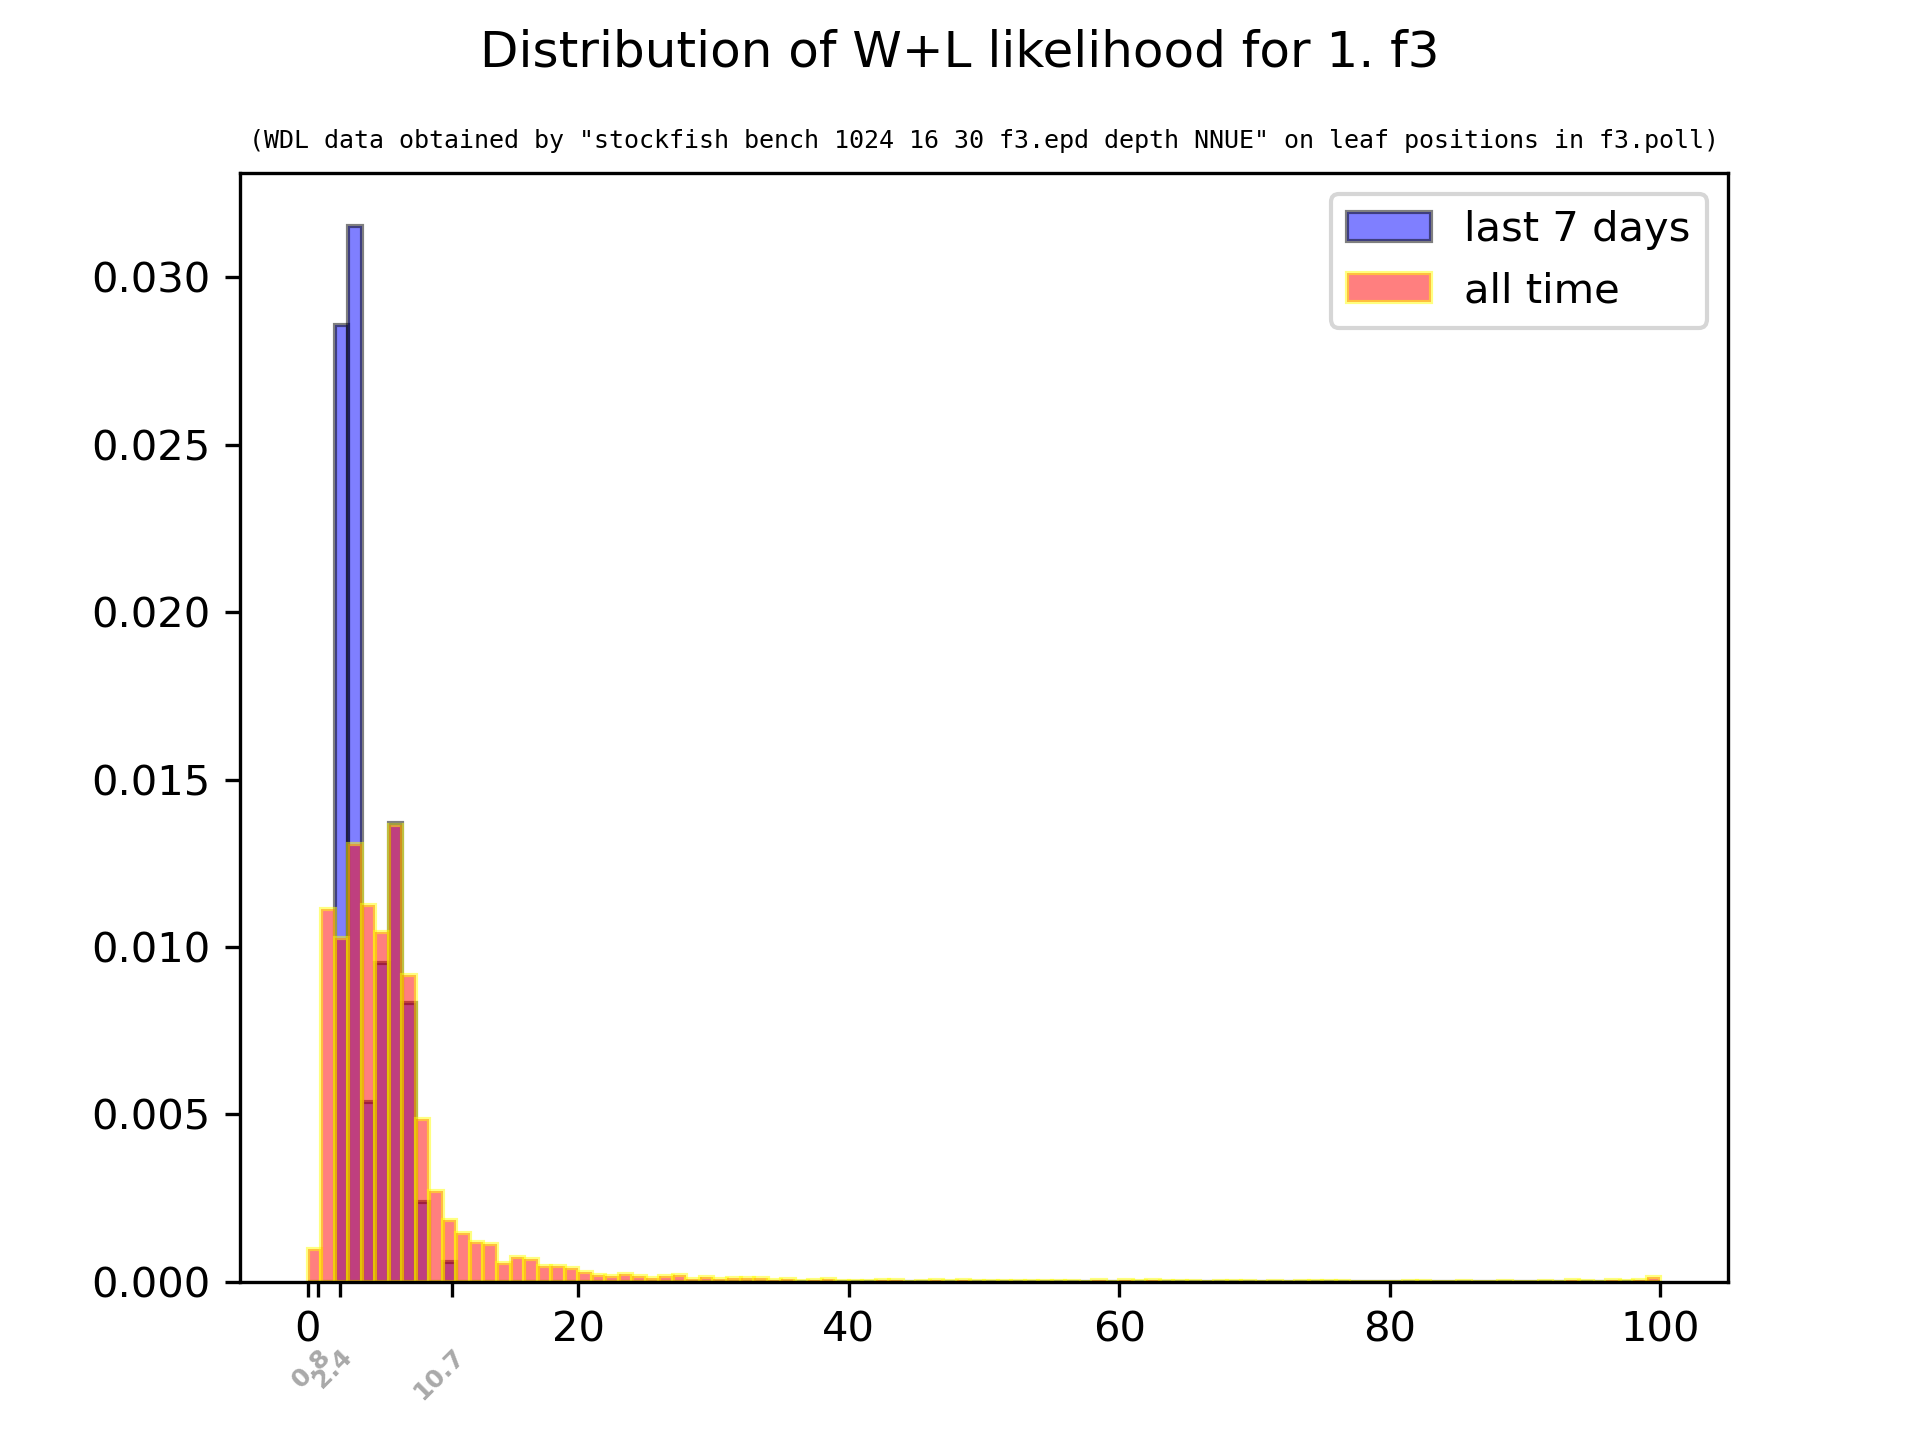 Distribution of W+L likelihood for 1. f3
(WDL data obtained by "stockfish bench 1024 16 30 f3.epd depth NNUE" on leaf positions in f3.poll)
last 7 days
all time
0.030
0.025
0.020
0.015
0.010
0.005
0.000
0 20 40 60 80 100
0.8 2.4 10.7